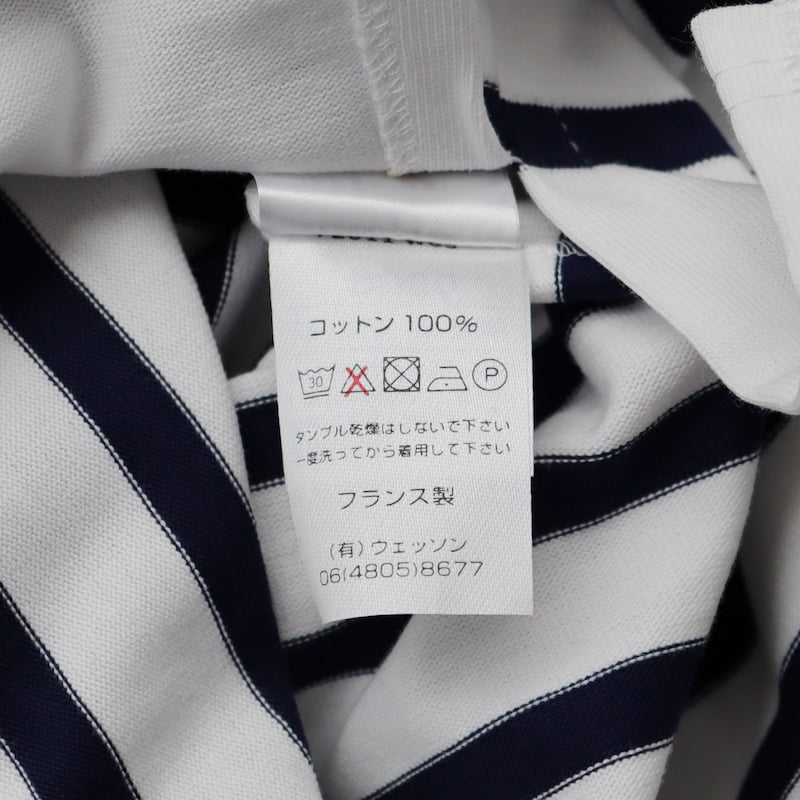 コットン 100%
30 P
タンブル乾燥はしないで下さい
一度洗ってから着用して下さい
フランス製
(有) ウェッソン
06(4805)8677